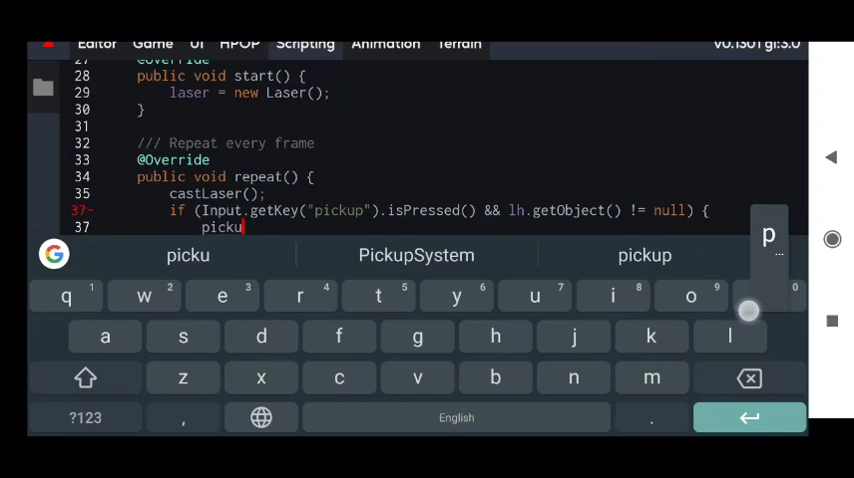 Editor Game UI HPOP Scripting Animation Terrain v0.1301 gl:3.0
27 @Override
28 public void start() {
29 laser = new Laser();
30 }
31
32 /// Repeat every frame
33 @Override
34 public void repeat() {
35 castLaser();
37~ if (Input.getKey("pickup").isPressed() && lh.getObject() != null) {
37 picku
p
...
G picku PickupSystem pickup
q 1 w 2 e 3 r 4 t 5 y 6 u 7 i 8 o 9 0
a s d f g h j k l
z x c v b n m
?123 , English .